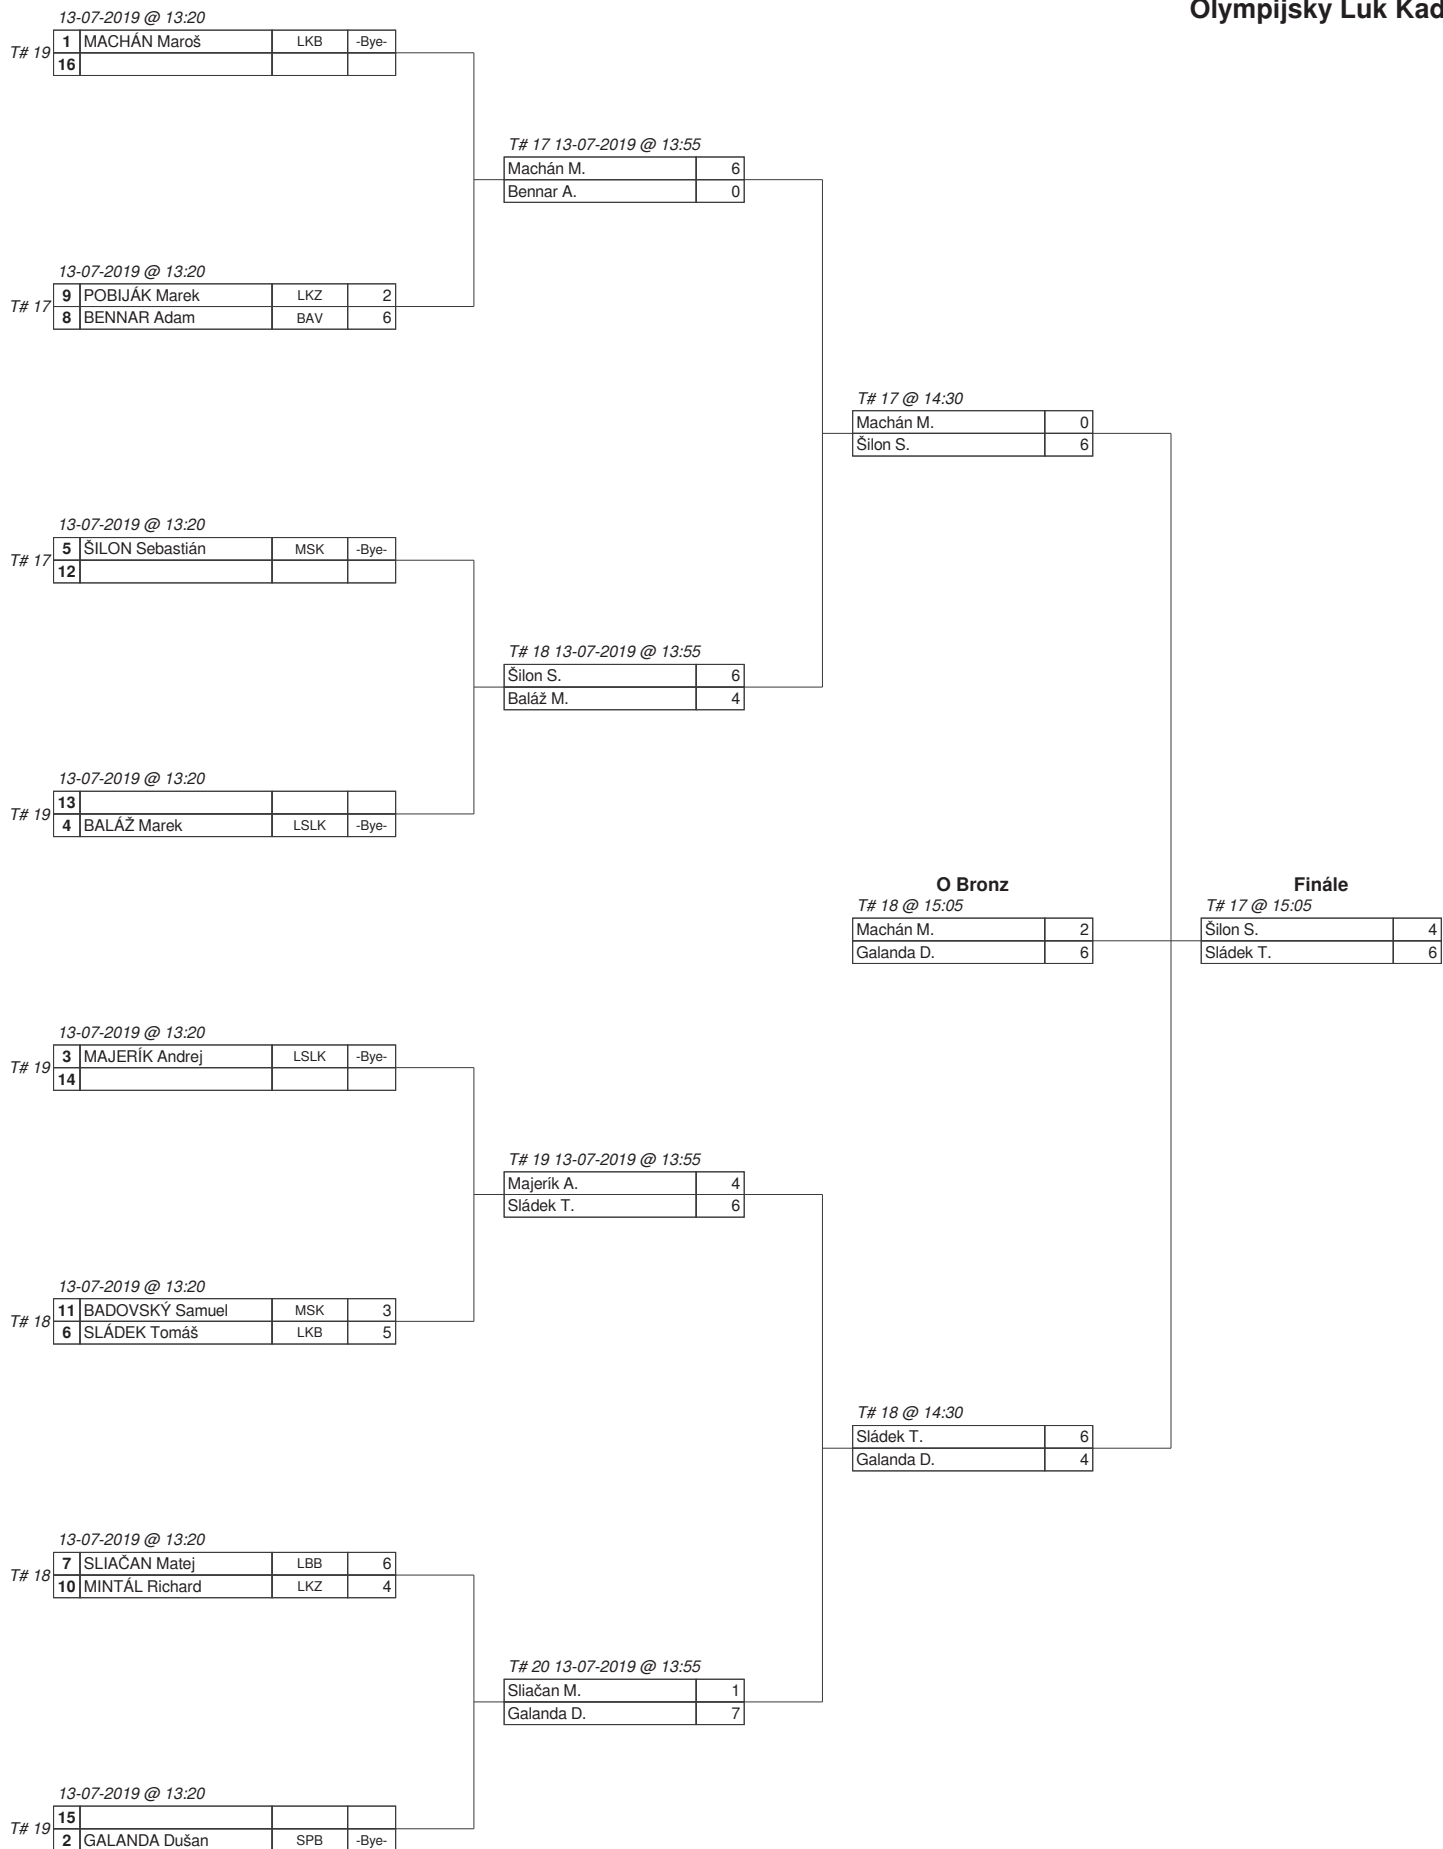 Olympijsky Luk Kad
13-07-2019 @ 13:20
T# 19
1 MACHÁN Maroš LKB -Bye-
16
T# 17 13-07-2019 @ 13:55
Machán M. 6
Bennar A. 0
13-07-2019 @ 13:20
T# 17
9 POBIJÁK Marek LKZ 2
8 BENNAR Adam BAV 6
T# 17 @ 14:30
Machán M. 0
Šilon S. 6
13-07-2019 @ 13:20
T# 17
5 ŠILON Sebastián MSK -Bye-
12
T# 18 13-07-2019 @ 13:55
Šilon S. 6
Baláž M. 4
13-07-2019 @ 13:20
T# 19
13
4 BALÁŽ Marek LSLK -Bye-
O Bronz
T# 18 @ 15:05
Machán M. 2
Galanda D. 6
Finále
T# 17 @ 15:05
Šilon S. 4
Sládek T. 6
13-07-2019 @ 13:20
T# 19
3 MAJERÍK Andrej LSLK -Bye-
14
T# 19 13-07-2019 @ 13:55
Majerík A. 4
Sládek T. 6
13-07-2019 @ 13:20
T# 18
11 BADOVSKÝ Samuel MSK 3
6 SLÁDEK Tomáš LKB 5
T# 18 @ 14:30
Sládek T. 6
Galanda D. 4
13-07-2019 @ 13:20
T# 18
7 SLIAČAN Matej LBB 6
10 MINTÁL Richard LKZ 4
T# 20 13-07-2019 @ 13:55
Sliačan M. 1
Galanda D. 7
13-07-2019 @ 13:20
T# 19
15
2 GALANDA Dušan SPB -Bye-